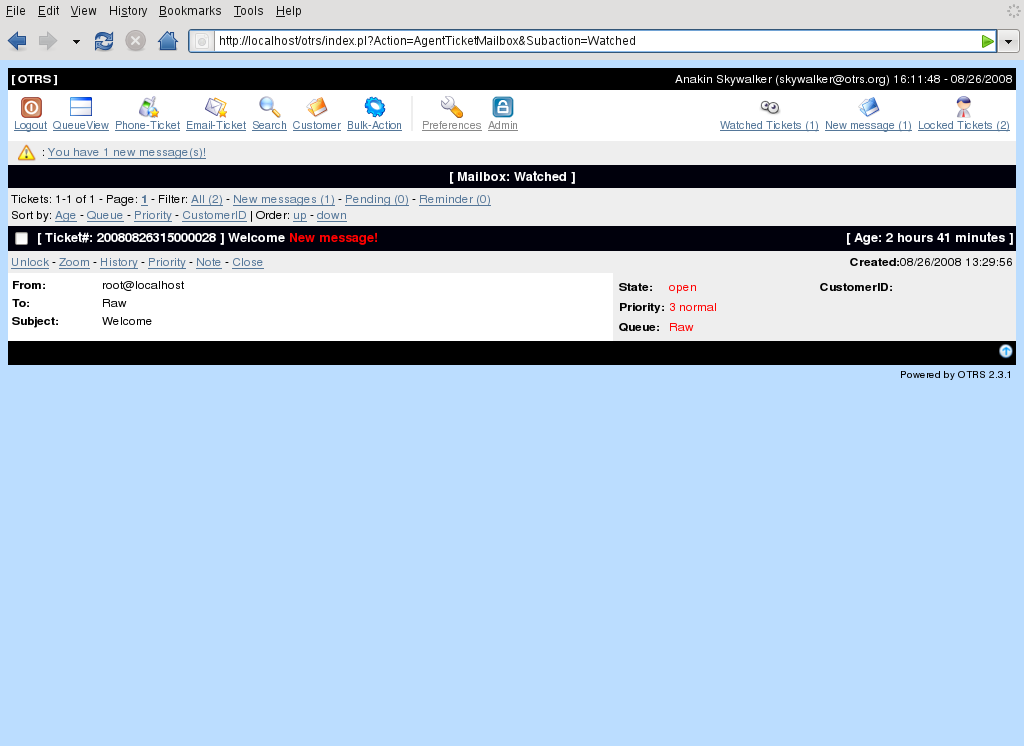 File Edit View History Bookmarks Tools Help
http://localhost/otrs/index.pl?Action=AgentTicketMailbox&Subaction=Watched
[ OTRS ] Anakin Skywalker (skywalker@otrs.org) 16:11:48 - 08/26/2008
Logout QueueView Phone-Ticket Email-Ticket Search Customer Bulk-Action Preferences Admin Watched Tickets (1) New message (1) Locked Tickets (2)
: You have 1 new message(s)!
[ Mailbox: Watched ]
Tickets: 1-1 of 1 - Page: 1 - Filter: All (2) - New messages (1) - Pending (0) - Reminder (0)
Sort by: Age - Queue - Priority - CustomerID | Order: up - down
[ Ticket#: 20080826315000028 ] Welcome New message! [ Age: 2 hours 41 minutes ]
Unlock - Zoom - History - Priority - Note - Close Created:08/26/2008 13:29:56
From: root@localhost
To: Raw
Subject: Welcome
State: open CustomerID:
Priority: 3 normal
Queue: Raw
Powered by OTRS 2.3.1